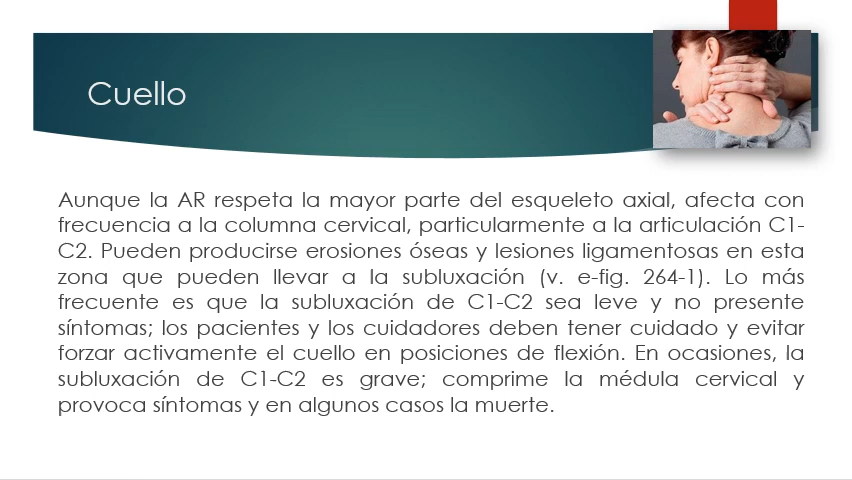 Cuello
Aunque la AR respeta la mayor parte del esqueleto axial, afecta con
frecuencia a la columna cervical, particularmente a la articulación C1-
C2. Pueden producirse erosiones óseas y lesiones ligamentosas en esta
zona que pueden llevar a la subluxación (v. e-fig. 264-1). Lo más
frecuente es que la subluxación de C1-C2 sea leve y no presente
síntomas; los pacientes y los cuidadores deben tener cuidado y evitar
forzar activamente el cuello en posiciones de flexión. En ocasiones, la
subluxación de C1-C2 es grave; comprime la médula cervical y
provoca síntomas y en algunos casos la muerte.